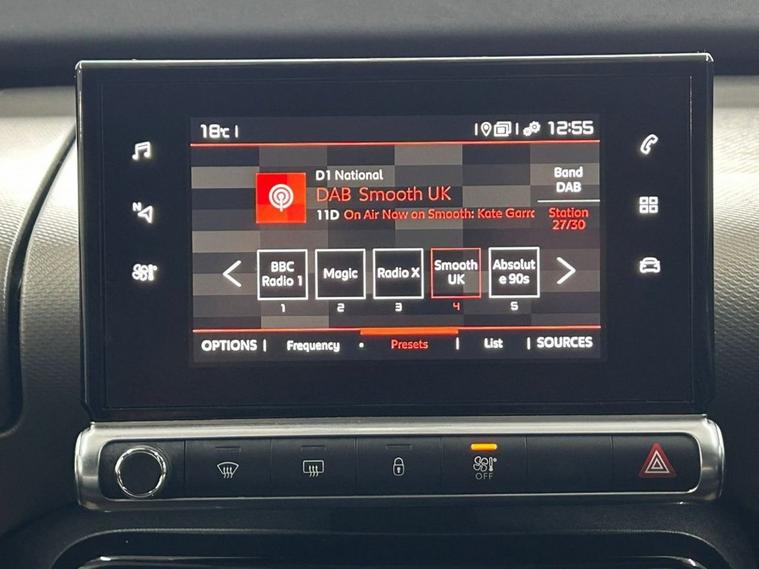 18°C
12:55
D1 National
DAB Smooth UK
11D On Air Now on Smooth: Kate Garra
Band
DAB
Station
27/30
N
BBC
Radio 1
Magic
Radio X
Smooth
UK
Absolut
e 90s
1
2
3
4
5
OPTIONS
Frequency
Presets
List
SOURCES
OFF